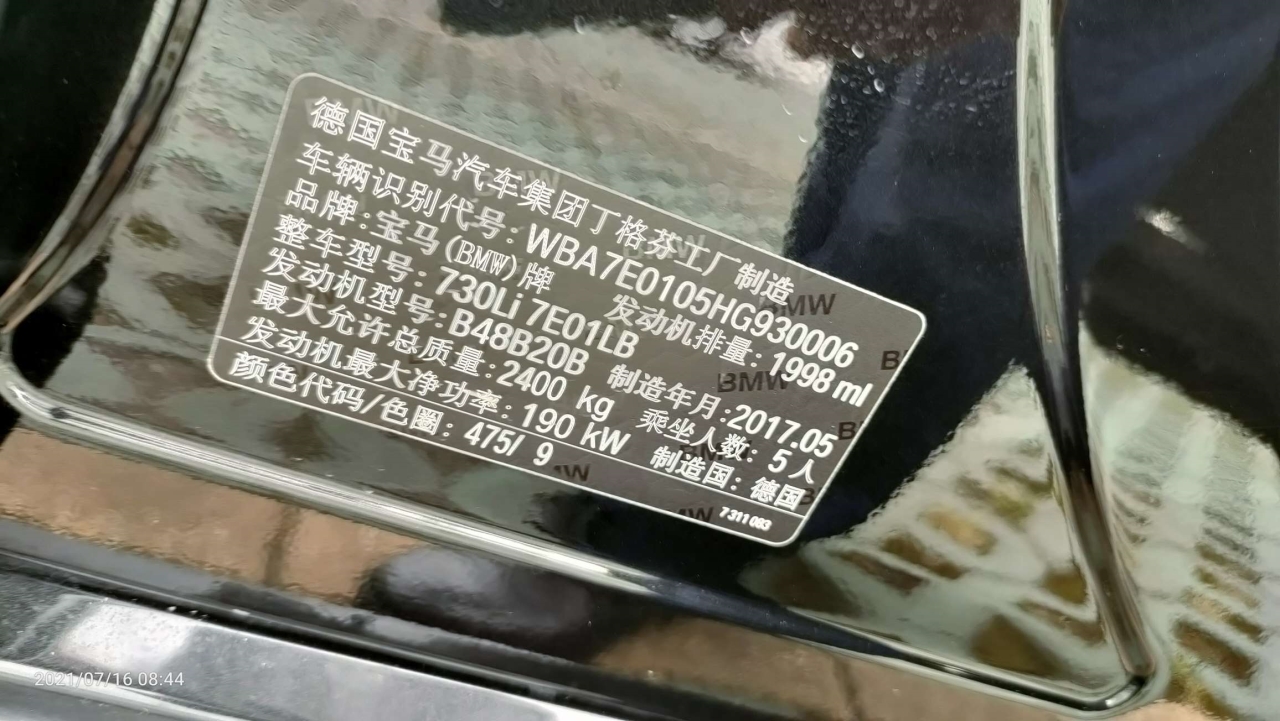 德国宝马汽车集团丁格芬工厂制造
车辆识别代号: WBA7E0105HG930006
品牌: 宝马(BMW)牌 发动机排量: 1998 ml
整车型号: 730Li 7E01LB
发动机型号: B48B20B 制造年月: 2017.05
最大允许总质量: 2400 kg 乘坐人数: 5人
发动机最大净功率: 190 kW 制造国: 德国
颜色代码/色圈: 475/ 9
7311083
2021/07/16 08:44